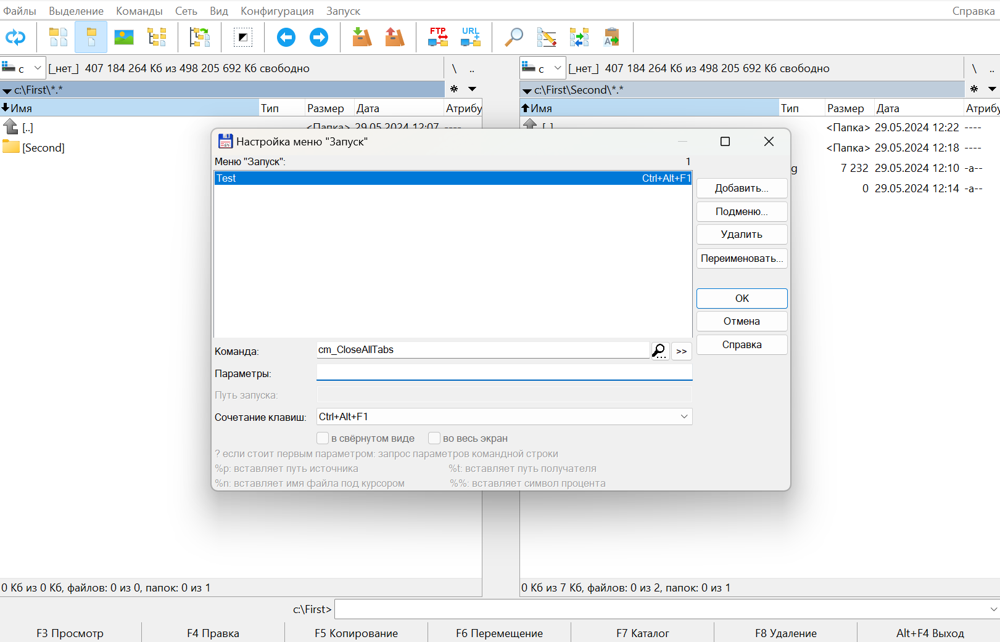 Файлы Выделение Команды Сеть Вид Конфигурация Запуск Справка
FTP URL
A
c [_нет_] 407 184 264 Кб из 498 205 692 Кб свободно \ ..
c [_нет_] 407 184 264 Кб из 498 205 692 Кб свободно \ ..
c:\First\*.* * 
c:\First\Second\*.* *
Имя Тип Размер Дата Атрибу
Имя Тип Размер Дата Атрибу
[..] <Папка> 29.05.2024 12:07 ----
[..] <Папка> 29.05.2024 12:22 ----
[Second]
<Папка> 29.05.2024 12:18 ----
g 7 232 29.05.2024 12:10 -a--
0 29.05.2024 12:14 -a--
Настройка меню "Запуск"
Меню "Запуск": 1
Test Ctrl+Alt+F1
Добавить...
Подменю...
Удалить
Переименовать...
OK
Отмена
Справка
Команда: cm_CloseAllTabs >>
Параметры:
Путь запуска:
Сочетание клавиш: Ctrl+Alt+F1
в свёрнутом виде во весь экран
? если стоит первым параметром: запрос параметров командной строки
%p: вставляет путь источника %t: вставляет путь получателя
%n: вставляет имя файла под курсором %%: вставляет символ процента
0 Кб из 0 Кб, файлов: 0 из 0, папок: 0 из 1
0 Кб из 7 Кб, файлов: 0 из 2, папок: 0 из 1
c:\First>
F3 Просмотр F4 Правка F5 Копирование F6 Перемещение F7 Каталог F8 Удаление Alt+F4 Выход